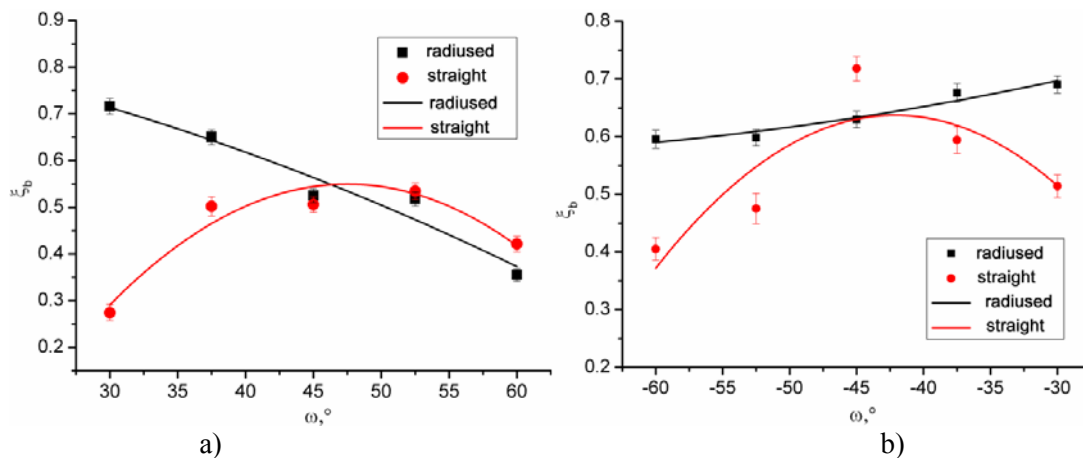 0.9
0.8
0.7
0.6
0.5
0.4
0.3
0.2
ξb
30 35 40 45 50 55 60
ω,°
radiused
straight
radiused
straight
a)
0.8
0.7
0.6
0.5
0.4
0.3
0.2
ξb
-60 -55 -50 -45 -40 -35 -30
ω,°
radiused
straight
radiused
straight
b)